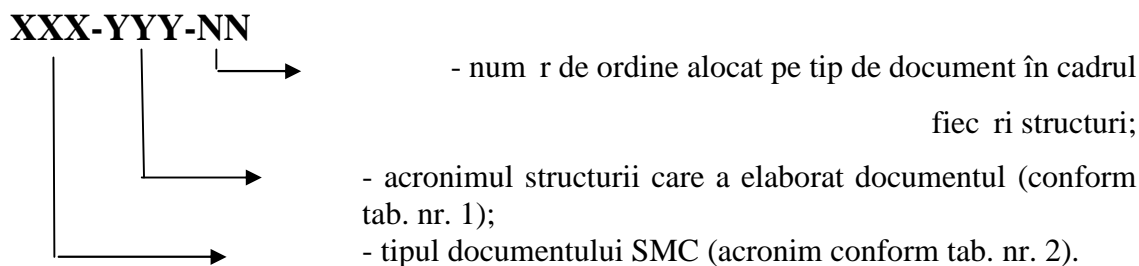 XXX-YYY-NN
- num r de ordine alocat pe tip de document în cadrul
fiec ri structuri;
- acronimul structurii care a elaborat documentul (conform
tab. nr. 1);
- tipul documentului SMC (acronim conform tab. nr. 2).